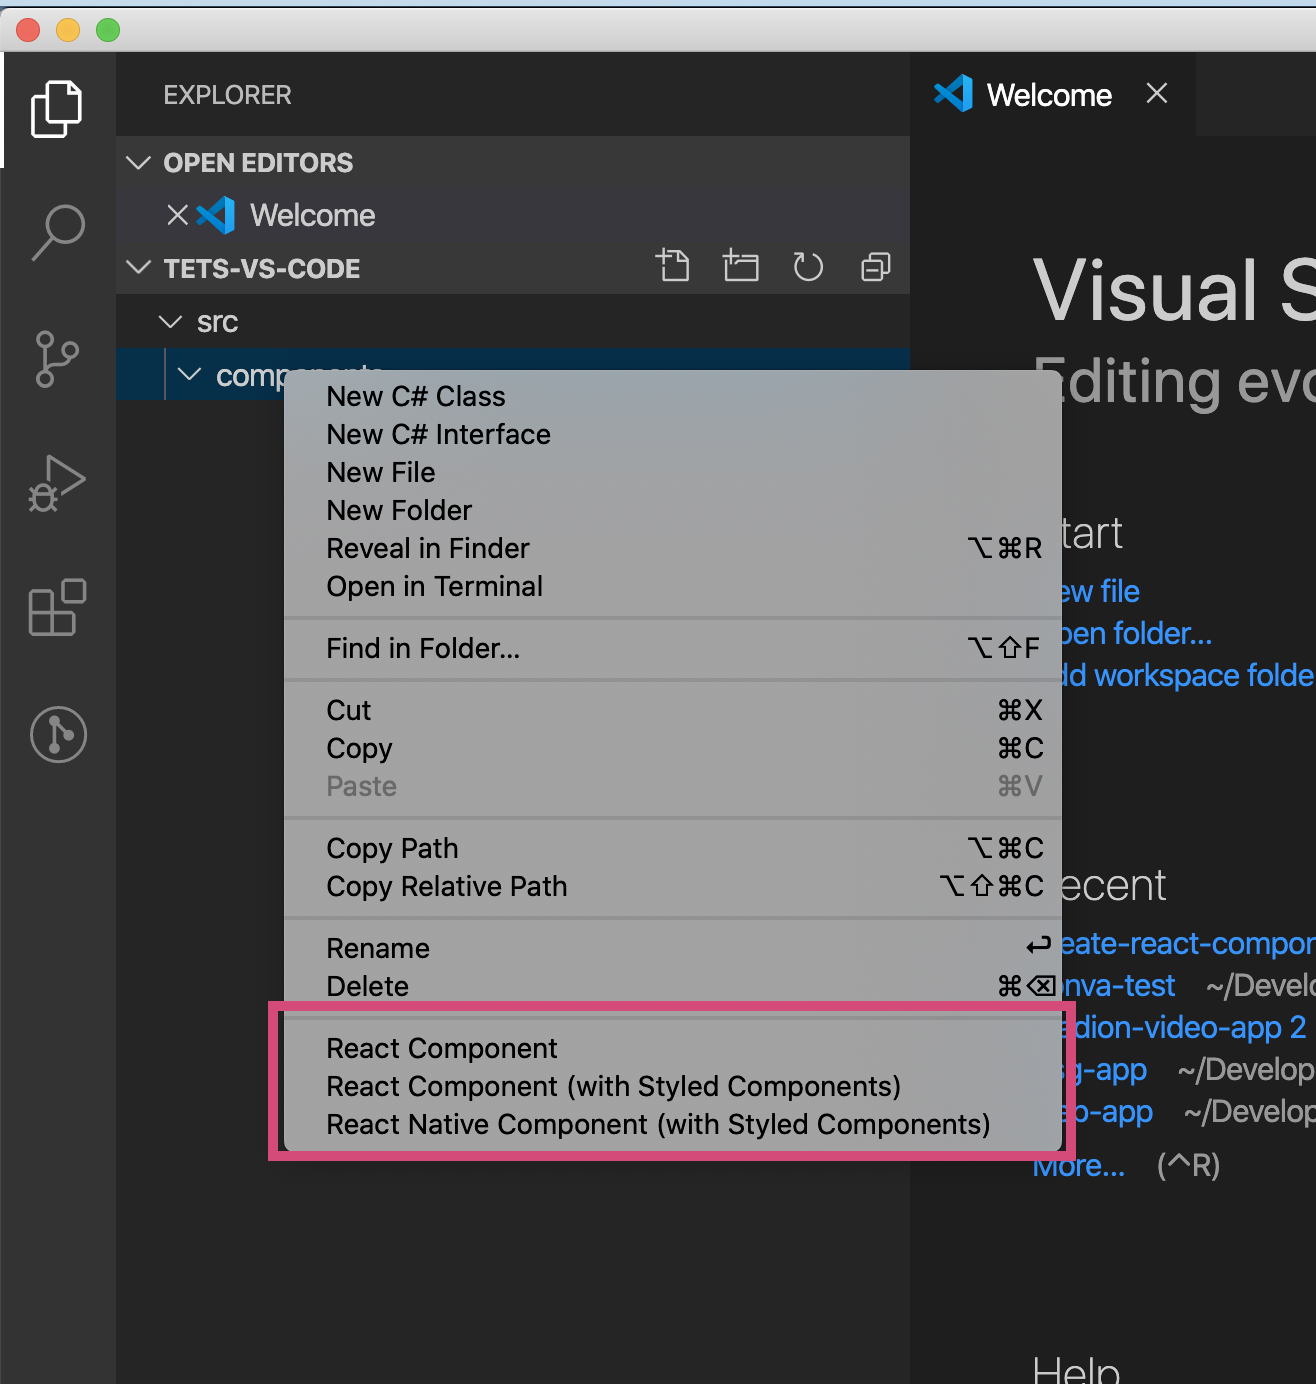 EXPLORER
Welcome
OPEN EDITORS
Welcome
TETS-VS-CODE
src
New C# Class
New C# Interface
New File
New Folder
Reveal in Finder ⌥⌘R
Open in Terminal
Find in Folder... ⌥⇧F
Cut ⌘X
Copy ⌘C
Paste ⌘V
Copy Path ⌥⌘C
Copy Relative Path ⌥⇧⌘C
Rename ↩
Delete ⌘⌫
React Component
React Component (with Styled Components)
React Native Component (with Styled Components)
Visual S
Editing evo
tart
ew file
pen folder...
dd workspace folde
ecent
eate-react-compon
nva-test ~/Develo
dion-video-app 2
g-app ~/Develop
-app ~/Develop
More... (^R)
Help